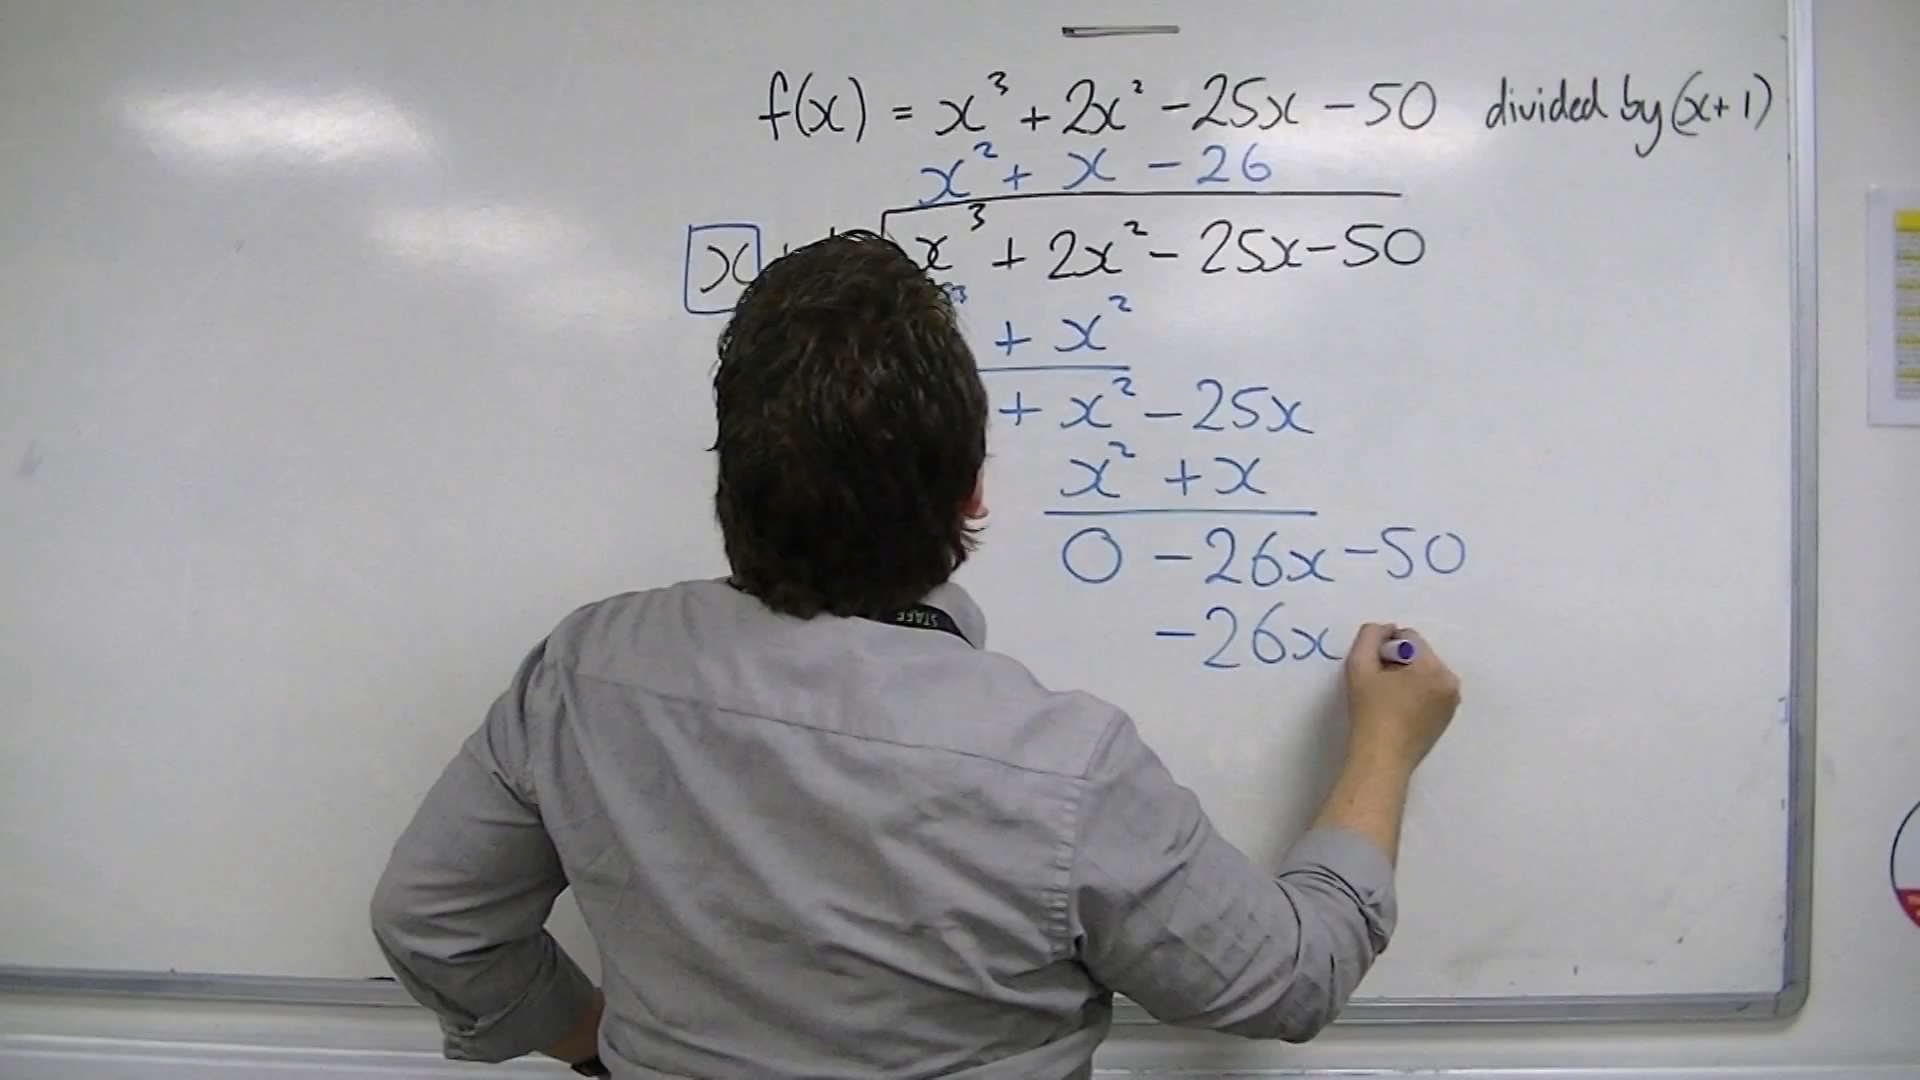 f(x) = x³ + 2x² - 25x - 50 divided by (x+1)
x² + x - 26
x x³ + 2x² - 25x - 50
+ x²
+ x² - 25x
x² + x
0 - 26x - 50
- 26x
STAFF